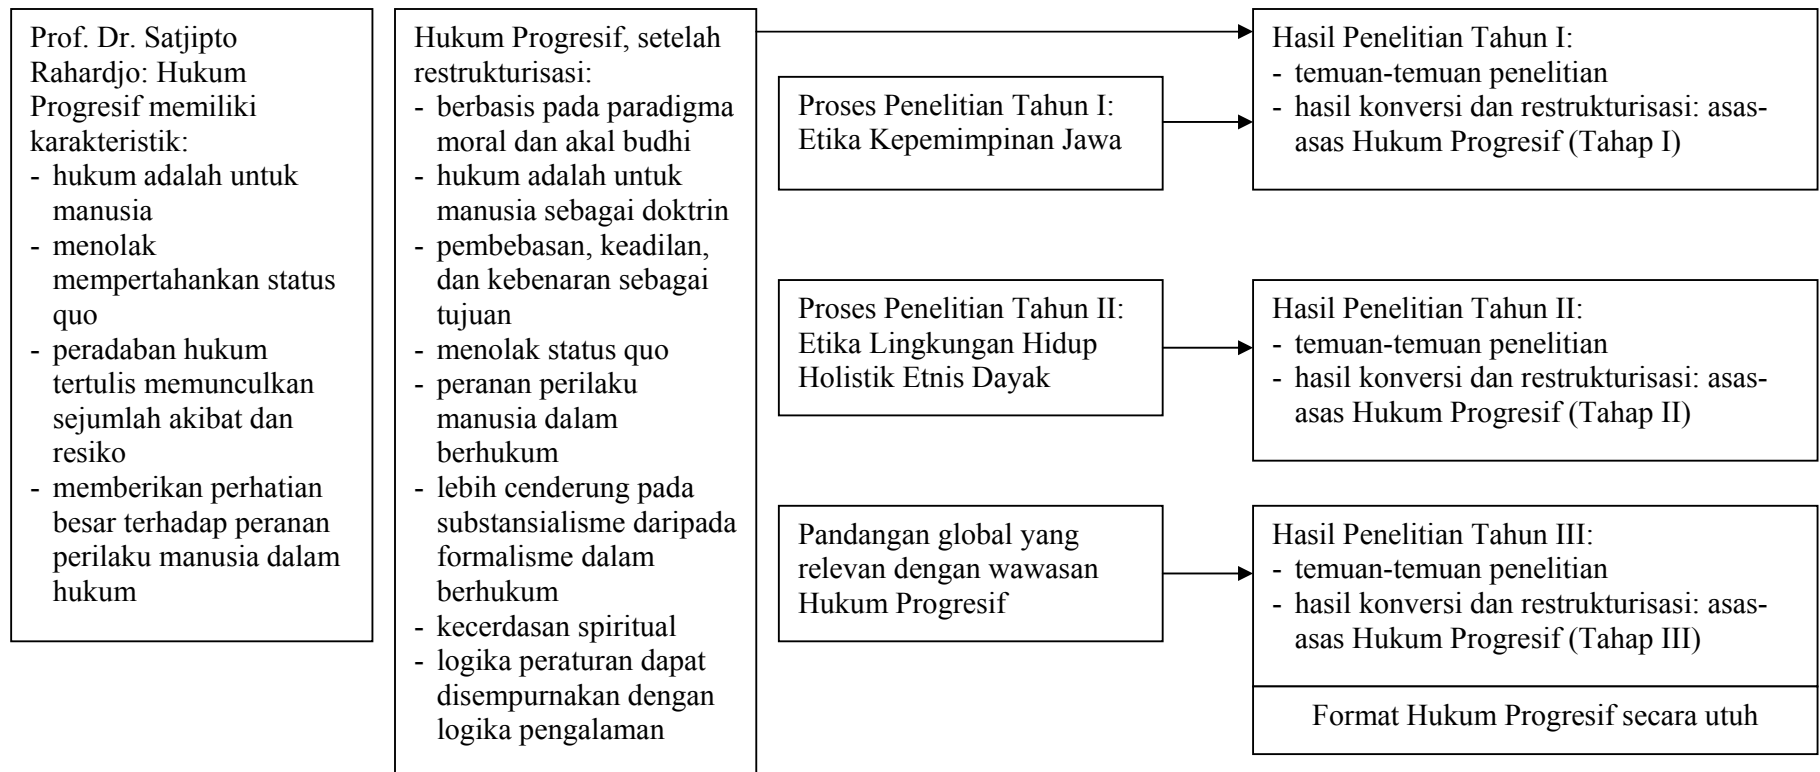 Prof. Dr. Satjipto
Rahardjo: Hukum
Progresif memiliki
karakteristik:
- hukum adalah untuk
manusia
- menolak
mempertahankan status
quo
- peradaban hukum
tertulis memunculkan
sejumlah akibat dan
resiko
- memberikan perhatian
besar terhadap peranan
perilaku manusia dalam
hukum
Hukum Progresif, setelah
restrukturisasi:
- berbasis pada paradigma
moral dan akal budhi
- hukum adalah untuk
manusia sebagai doktrin
- pembebasan, keadilan,
dan kebenaran sebagai
tujuan
- menolak status quo
- peranan perilaku
manusia dalam
berhukum
- lebih cenderung pada
substansialisme daripada
formalisme dalam
berhukum
- kecerdasan spiritual
- logika peraturan dapat
disempurnakan dengan
logika pengalaman
Proses Penelitian Tahun I:
Etika Kepemimpinan Jawa
Hasil Penelitian Tahun I:
- temuan-temuan penelitian
- hasil konversi dan restrukturisasi: asas-
asas Hukum Progresif (Tahap I)
Proses Penelitian Tahun II:
Etika Lingkungan Hidup
Holistik Etnis Dayak
Hasil Penelitian Tahun II:
- temuan-temuan penelitian
- hasil konversi dan restrukturisasi: asas-
asas Hukum Progresif (Tahap II)
Pandangan global yang
relevan dengan wawasan
Hukum Progresif
Hasil Penelitian Tahun III:
- temuan-temuan penelitian
- hasil konversi dan restrukturisasi: asas-
asas Hukum Progresif (Tahap III)
Format Hukum Progresif secara utuh